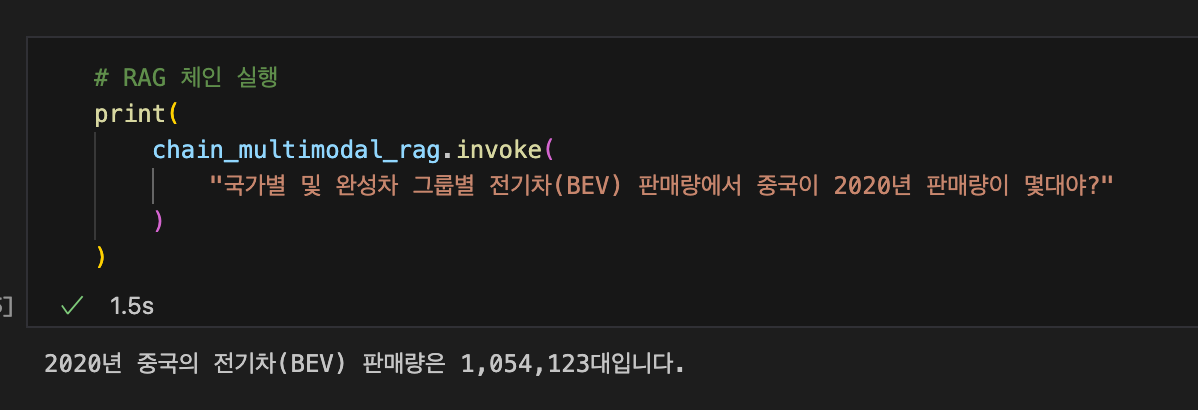 # RAG 체인 실행
print(
chain_multimodal_rag.invoke(
"국가별 및 완성차 그룹별 전기차(BEV) 판매량에서 중국이 2020년 판매량이 몇대야?"
)
)
1.5s
2020년 중국의 전기차(BEV) 판매량은 1,054,123대입니다.